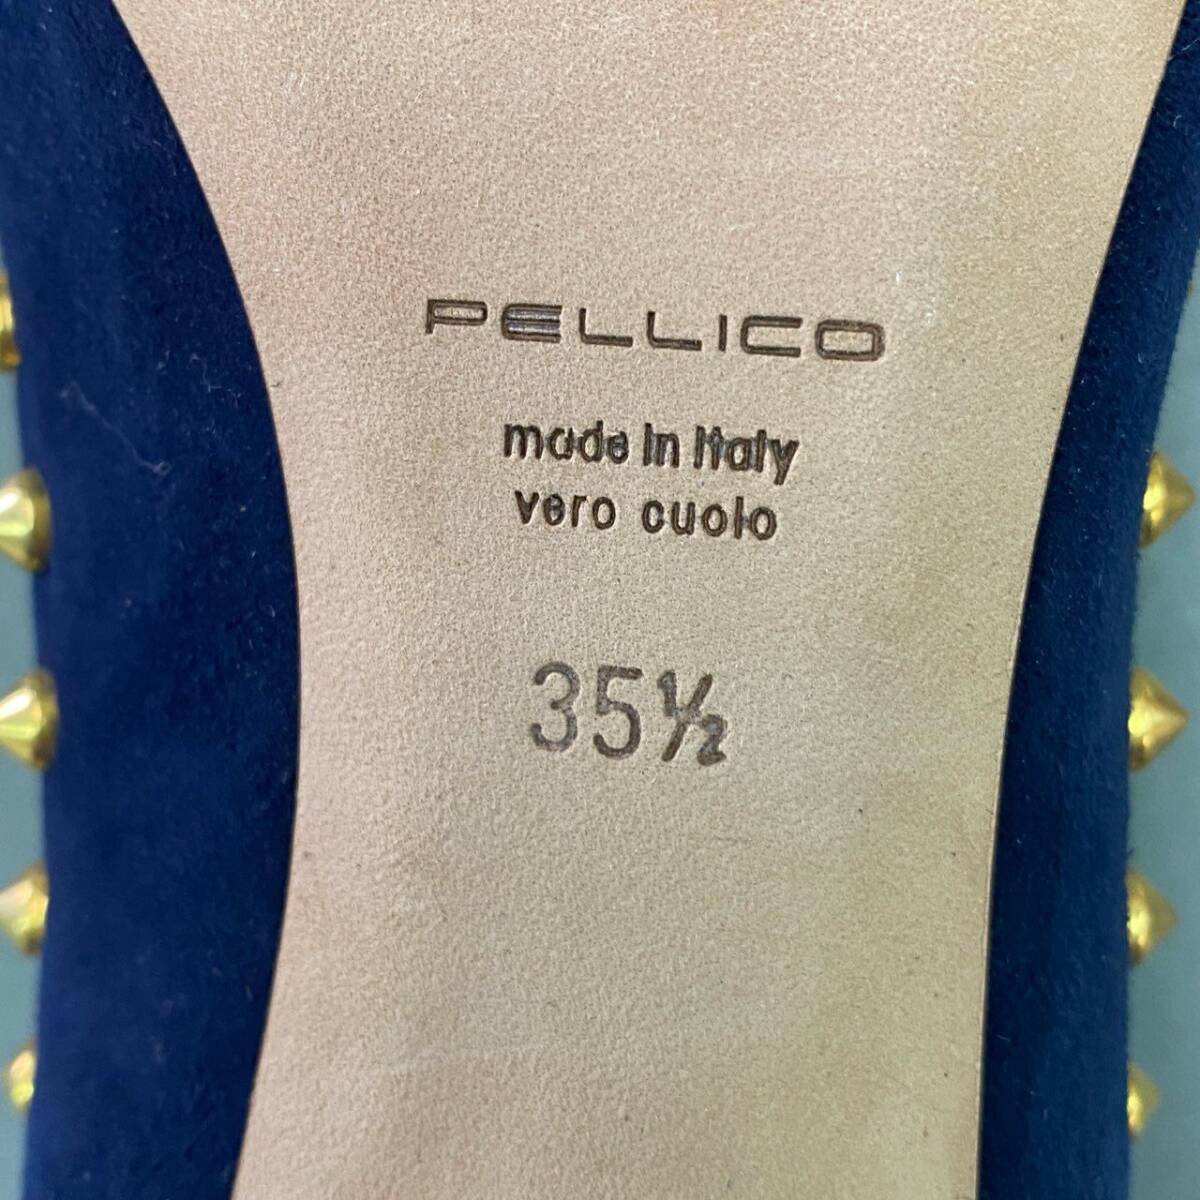 PELLICO
made in Italy
vero cuoio
35½